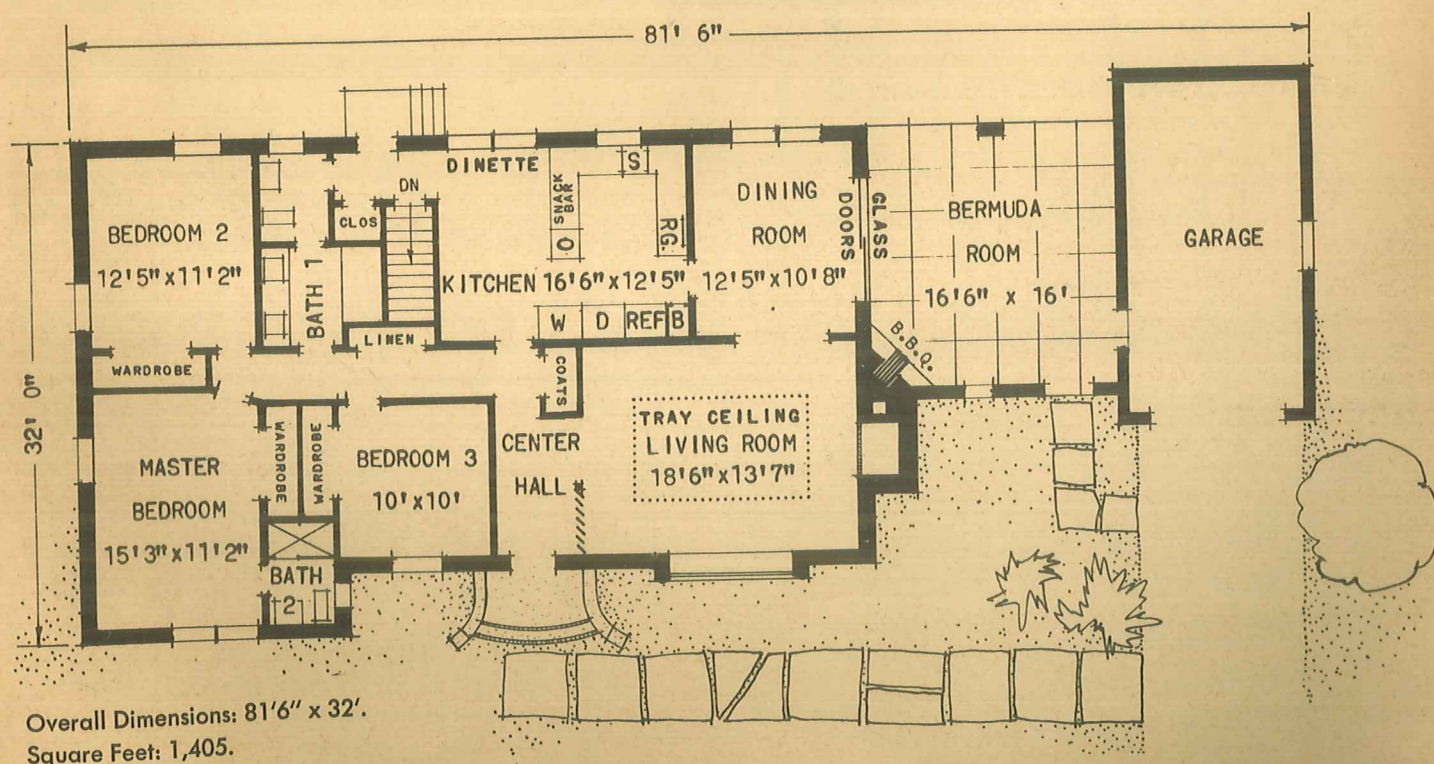 81' 6"
32' 0"
BEDROOM 2
12'5"x11'2"
WARDROBE
BATH 1
CLOS
DN
LINEN
DINETTE
SNACK BAR
O
S
RG.
KITCHEN 16'6"x12'5"
W
D
REF
B
DINING
ROOM
12'5"x10'8"
GLASS
DOORS
BERMUDA
ROOM
16'6" x 16'
B.B.Q.
GARAGE
MASTER
BEDROOM
15'3"x11'2"
WARDROBE
WARDROBE
BATH
2
BEDROOM 3
10'x10'
COATS
CENTER
HALL
TRAY CEILING
LIVING ROOM
18'6"x13'7"
Overall Dimensions: 81'6" x 32'.
Square Feet: 1,405.